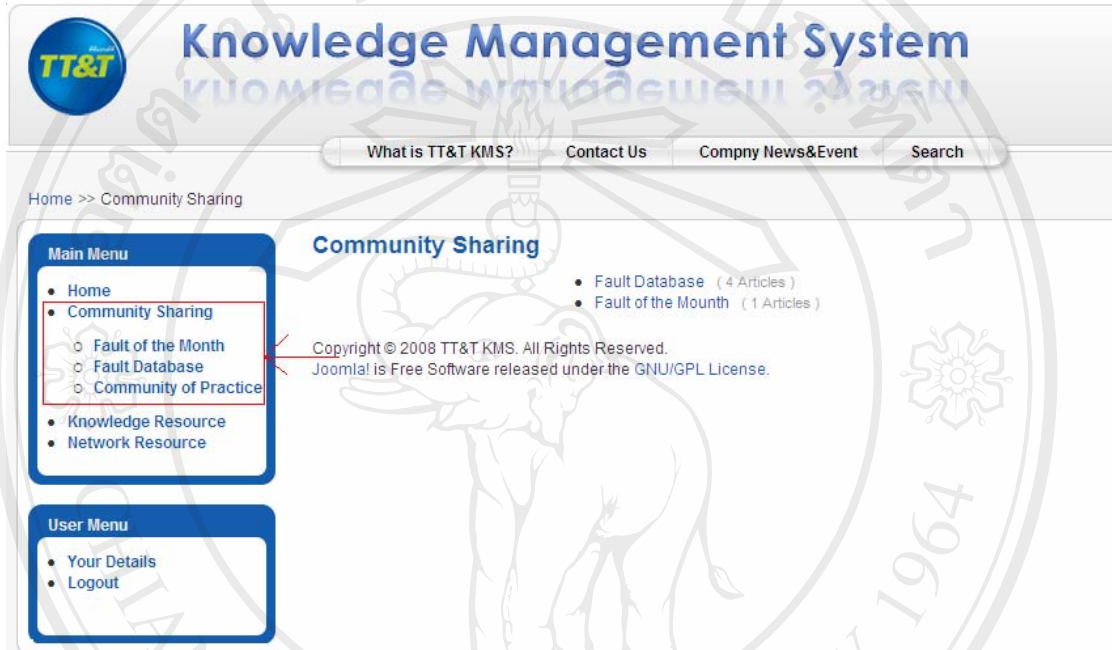 TT&T
Knowledge Management System
What is TT&T KMS? Contact Us Compny News&Event Search
Home >> Community Sharing
Main Menu
Home
Community Sharing
Fault of the Month
Fault Database
Community of Practice
Knowledge Resource
Network Resource
User Menu
Your Details
Logout
Community Sharing
Fault Database ( 4 Articles )
Fault of the Mounth ( 1 Articles )
Copyright © 2008 TT&T KMS. All Rights Reserved.
Joomla! is Free Software released under the GNU/GPL License.
1964